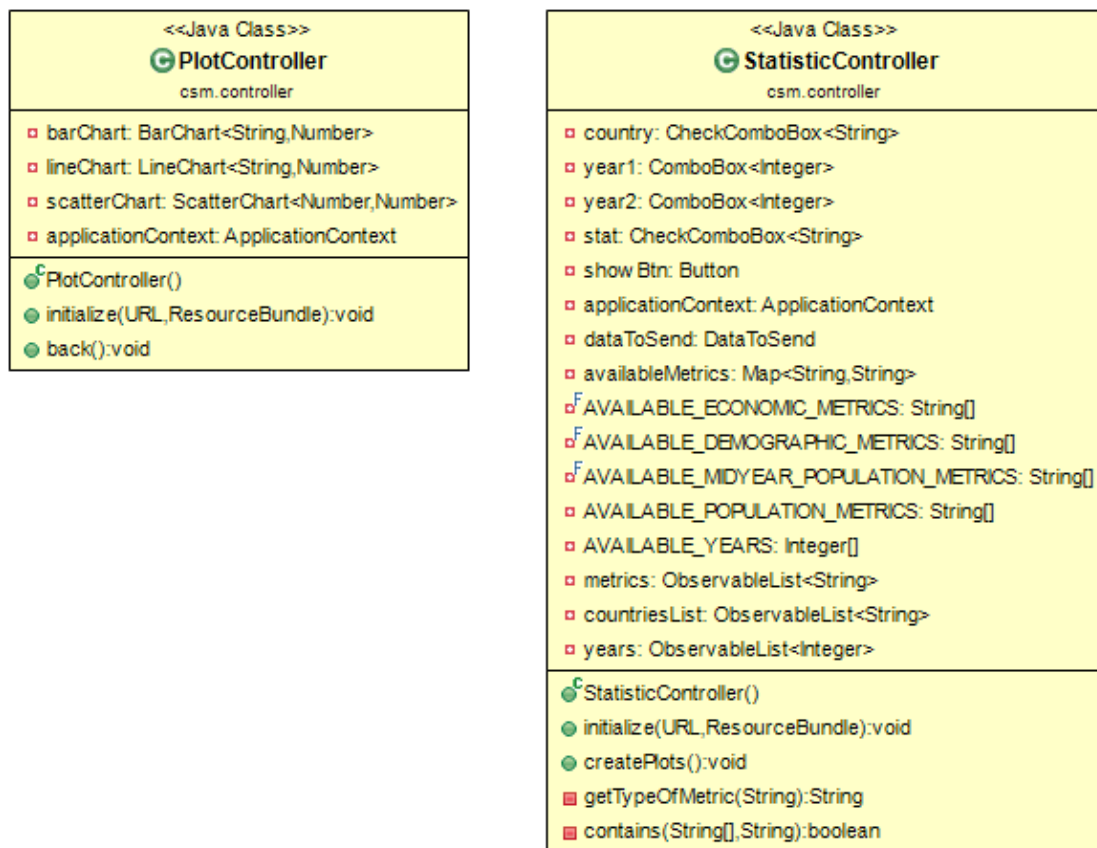 <<Java Class>>
C PlotController
csm.controller
barChart: BarChart<String,Number>
lineChart: LineChart<String,Number>
scatterChart: ScatterChart<Number,Number>
applicationContext: ApplicationContext
C PlotController()
initialize(URL,ResourceBundle):void
back():void
<<Java Class>>
C StatisticController
csm.controller
country: CheckComboBox<String>
year1: ComboBox<Integer>
year2: ComboBox<Integer>
stat: CheckComboBox<String>
showBtn: Button
applicationContext: ApplicationContext
dataToSend: DataToSend
availableMetrics: Map<String,String>
F AVAILABLE_ECONOMIC_METRICS: String[]
F AVAILABLE_DEMOGRAPHIC_METRICS: String[]
F AVAILABLE_MIDYEAR_POPULATION_METRICS: String[]
AVAILABLE_POPULATION_METRICS: String[]
AVAILABLE_YEARS: Integer[]
metrics: ObservableList<String>
countriesList: ObservableList<String>
years: ObservableList<Integer>
C StatisticController()
initialize(URL,ResourceBundle):void
createPlots():void
getTypeOfMetric(String):String
contains(String[],String):boolean